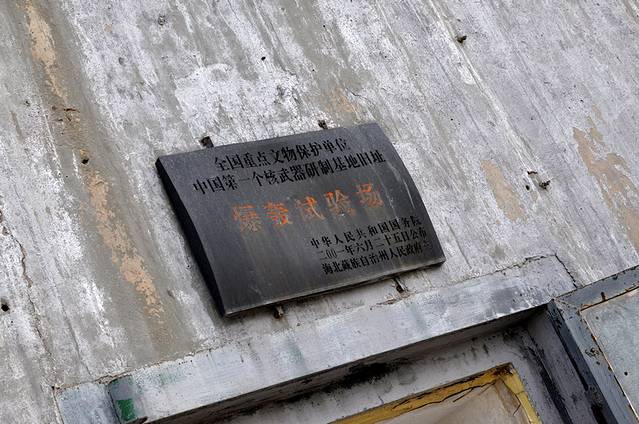 全国重点文物保护单位
中国第一个核武器研制基地旧址
爆轰试验场
中华人民共和国国务院
二00一年六月二十五日公布
海北藏族自治州人民政府立